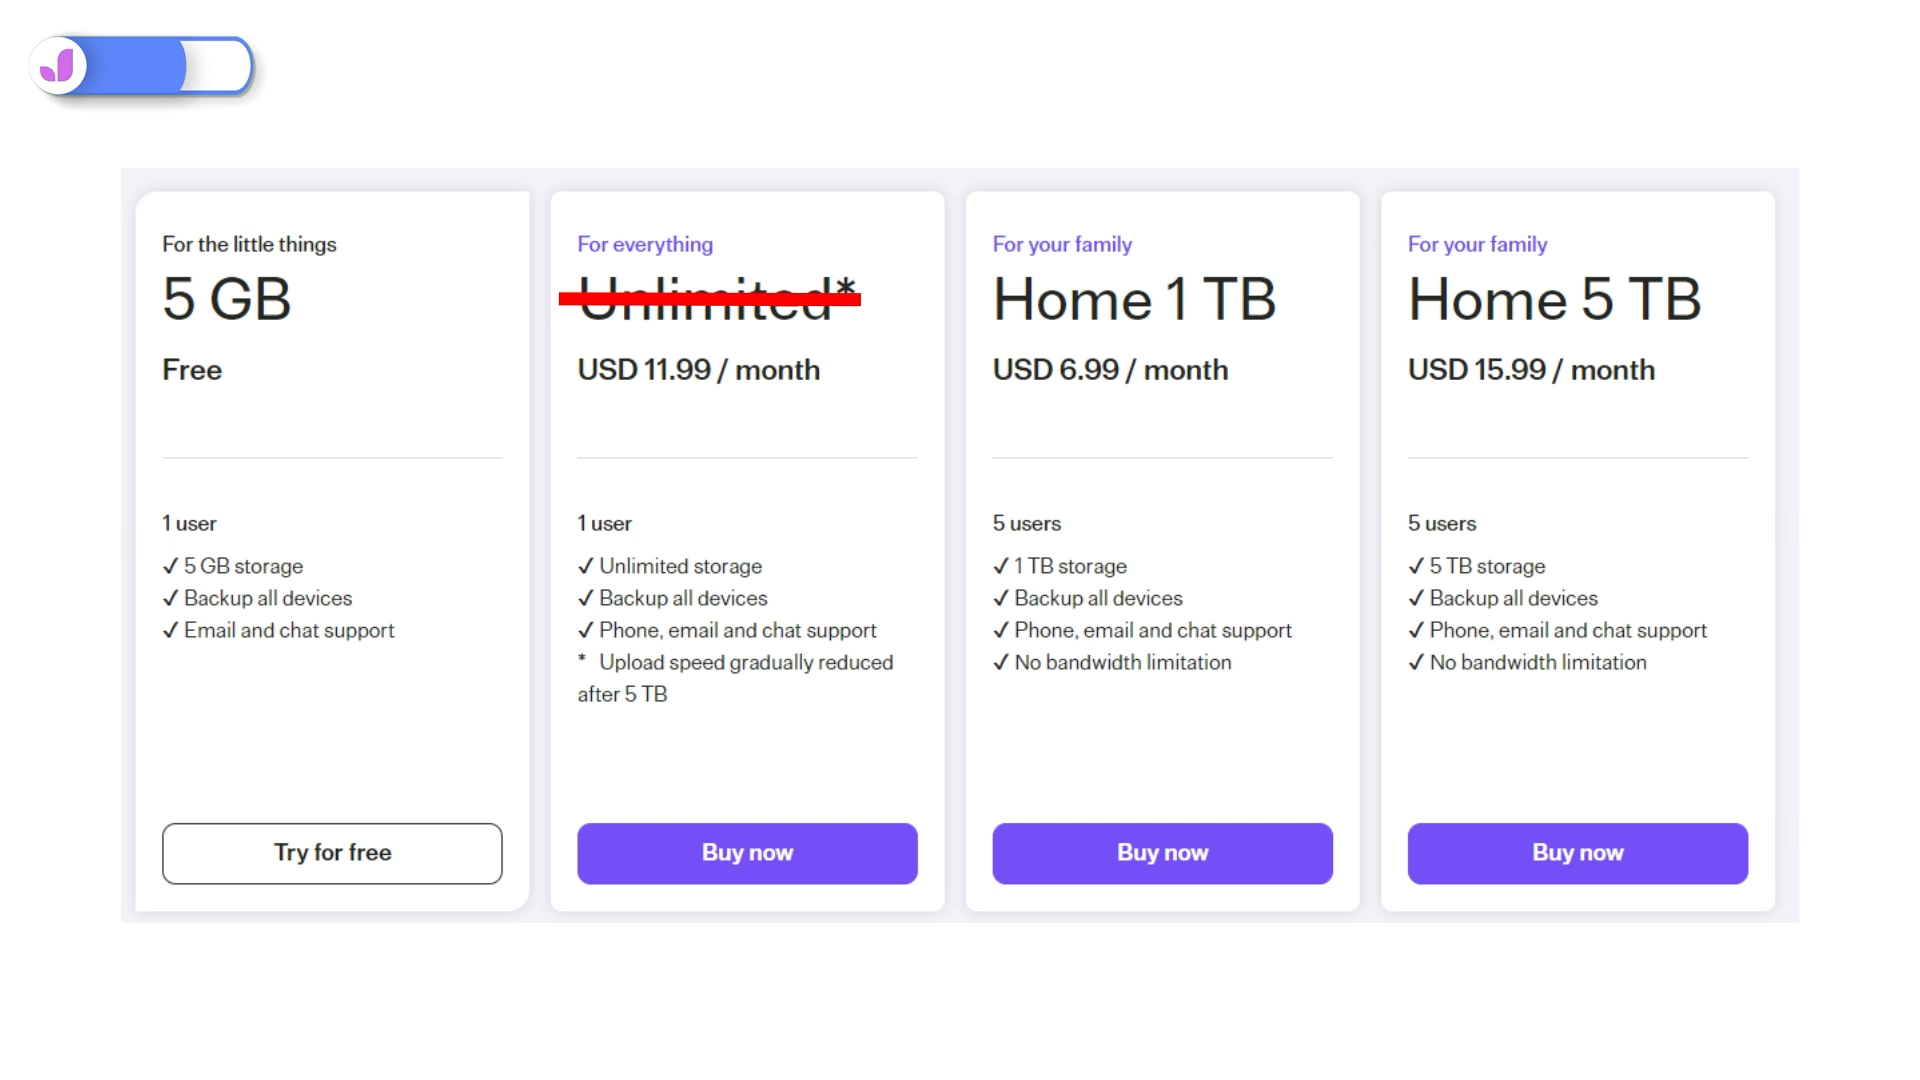 For the little things
5 GB
Free
1 user
✓ 5 GB storage
✓ Backup all devices
✓ Email and chat support
Try for free
For everything
Unlimited*
USD 11.99 / month
1 user
✓ Unlimited storage
✓ Backup all devices
✓ Phone, email and chat support
* Upload speed gradually reduced
after 5 TB
Buy now
For your family
Home 1 TB
USD 6.99 / month
5 users
✓ 1 TB storage
✓ Backup all devices
✓ Phone, email and chat support
✓ No bandwidth limitation
Buy now
For your family
Home 5 TB
USD 15.99 / month
5 users
✓ 5 TB storage
✓ Backup all devices
✓ Phone, email and chat support
✓ No bandwidth limitation
Buy now